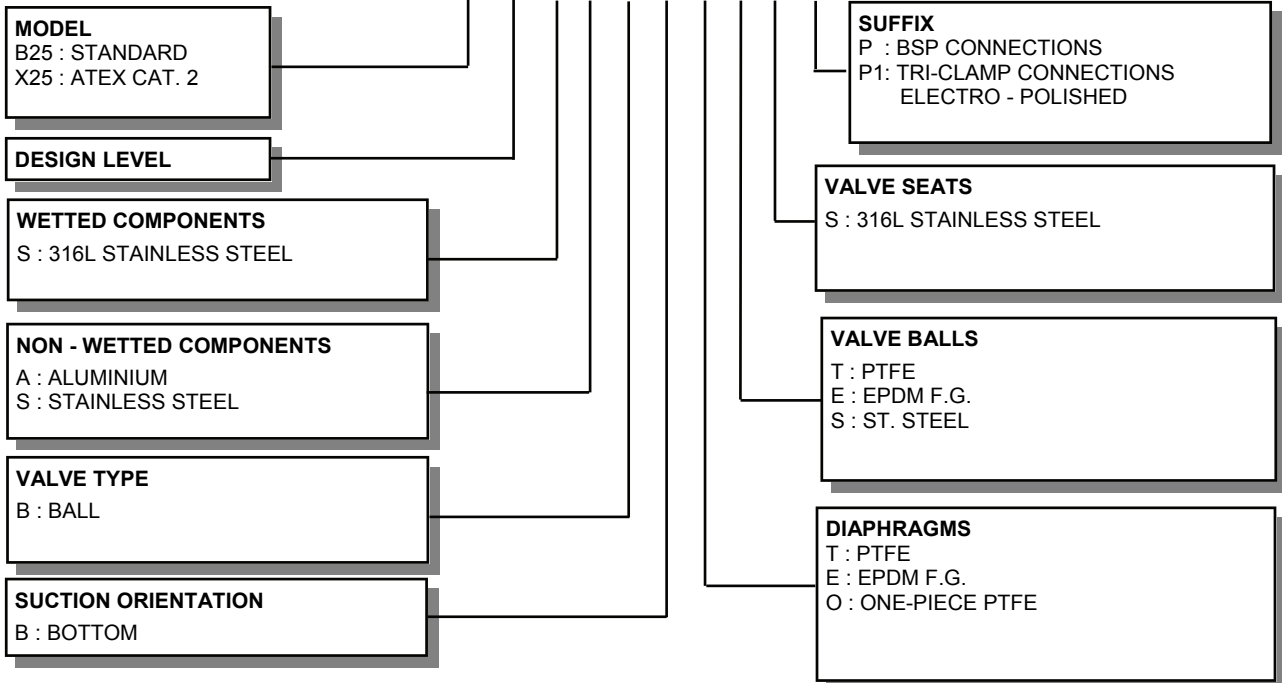 MODEL
B25 : STANDARD
X25 : ATEX CAT. 2
DESIGN LEVEL
WETTED COMPONENTS
S : 316L STAINLESS STEEL
NON - WETTED COMPONENTS
A : ALUMINIUM
S : STAINLESS STEEL
VALVE TYPE
B : BALL
SUCTION ORIENTATION
B : BOTTOM
SUFFIX
P : BSP CONNECTIONS
P1: TRI-CLAMP CONNECTIONS
ELECTRO - POLISHED
VALVE SEATS
S : 316L STAINLESS STEEL
VALVE BALLS
T : PTFE
E : EPDM F.G.
S : ST. STEEL
DIAPHRAGMS
T : PTFE
E : EPDM F.G.
O : ONE-PIECE PTFE